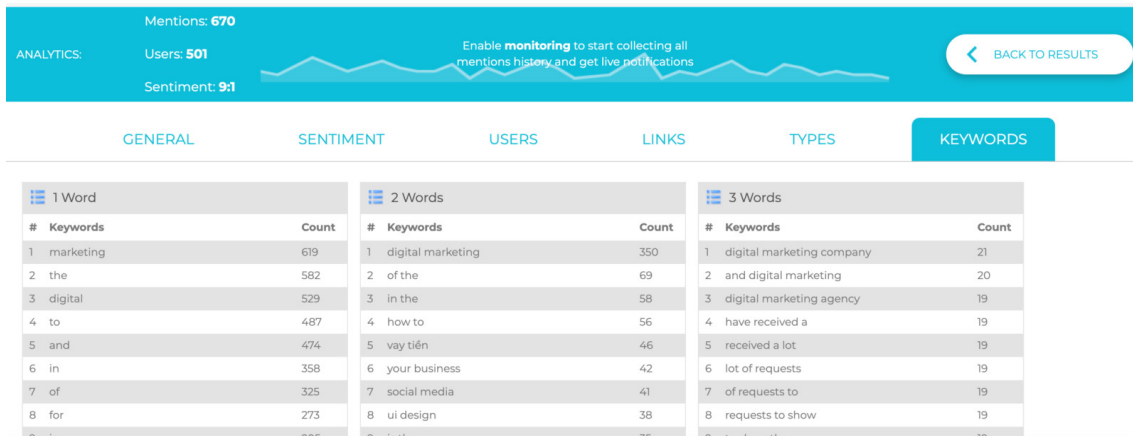 Mentions: 670
ANALYTICS:
Users: 501
Sentiment: 9:1
Enable monitoring to start collecting all
mentions history and get live notifications
BACK TO RESULTS
GENERAL SENTIMENT USERS LINKS TYPES KEYWORDS
1 Word
# Keywords Count
1 marketing 619
2 the 582
3 digital 529
4 to 487
5 and 474
6 in 358
7 of 325
8 for 273
2 Words
# Keywords Count
1 digital marketing 350
2 of the 69
3 in the 58
4 how to 56
5 vay tiền 46
6 your business 42
7 social media 41
8 ui design 38
3 Words
# Keywords Count
1 digital marketing company 21
2 and digital marketing 20
3 digital marketing agency 19
4 have received a 19
5 received a lot 19
6 lot of requests 19
7 of requests to 19
8 requests to show 19